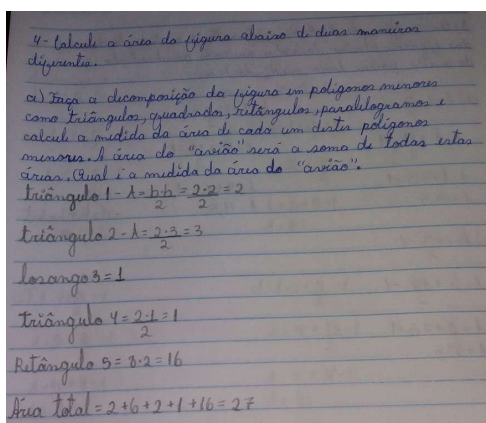 4- Calcule a área da figura abaixo de duas maneiras
diferentes.
a) Faça a decomposição da figura em polígonos menores
como triângulos, quadrados, retângulos, paralelogramos e
calcule a medida da área de cada um destes polígonos
menores. A área do "avião" será a soma de todas estas
áreas. Qual é a medida da área do "avião".
triângulo 1 - A = b·h/2 = 2·2/2 = 2
triângulo 2 - A = 2·3/2 = 3
losango 3 = 1
triângulo 4 = 2·1/2 = 1
Retângulo 5 = 8·2 = 16
Área total = 2+6+2+1+16 = 27